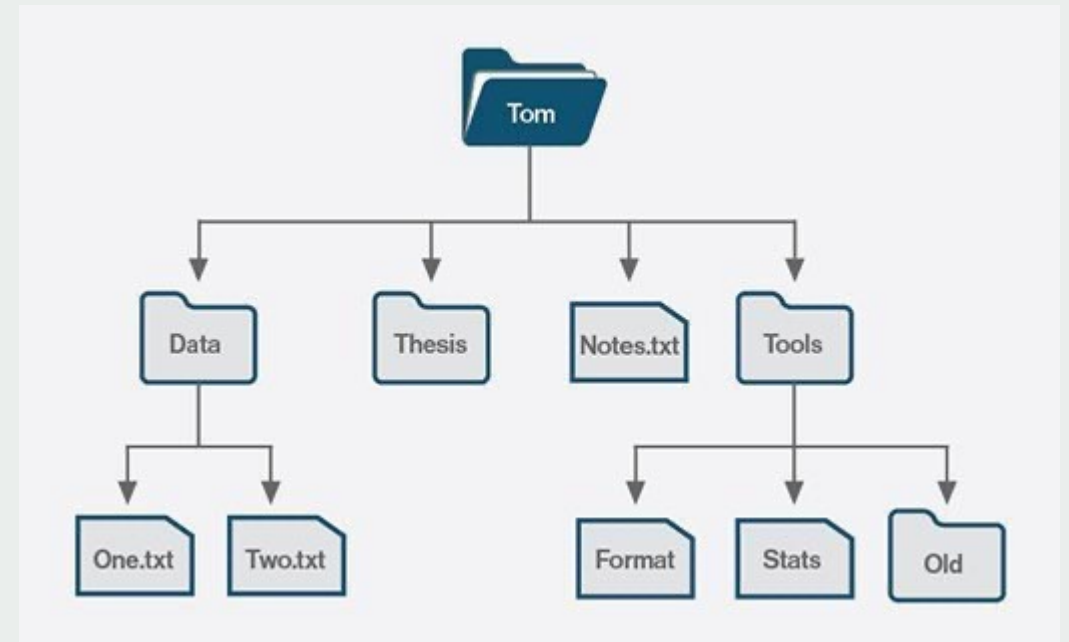 Tom
Data
Thesis
Notes.txt
Tools
One.txt
Two.txt
Format
Stats
Old